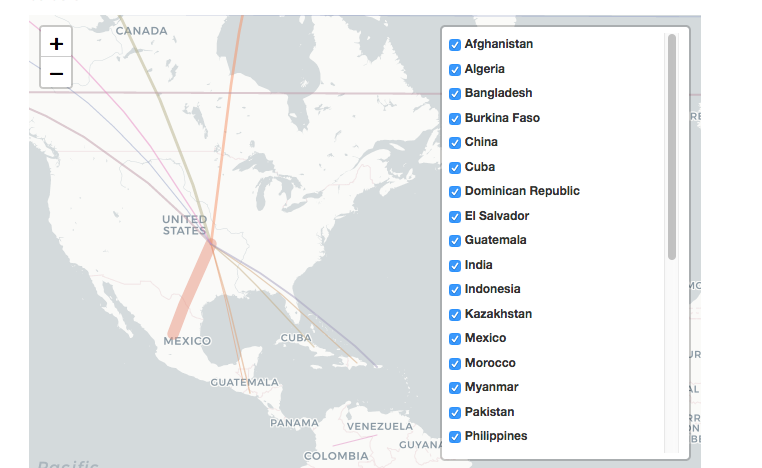 CANADA
+
−
UNITED
STATES
MEXICO
CUBA
GUATEMALA
PANAMA
VENEZUELA
GUYANA
COLOMBIA
Pacific
Afghanistan
Algeria
Bangladesh
Burkina Faso
China
Cuba
Dominican Republic
El Salvador
Guatemala
India
Indonesia
Kazakhstan
Mexico
Morocco
Myanmar
Pakistan
Philippines